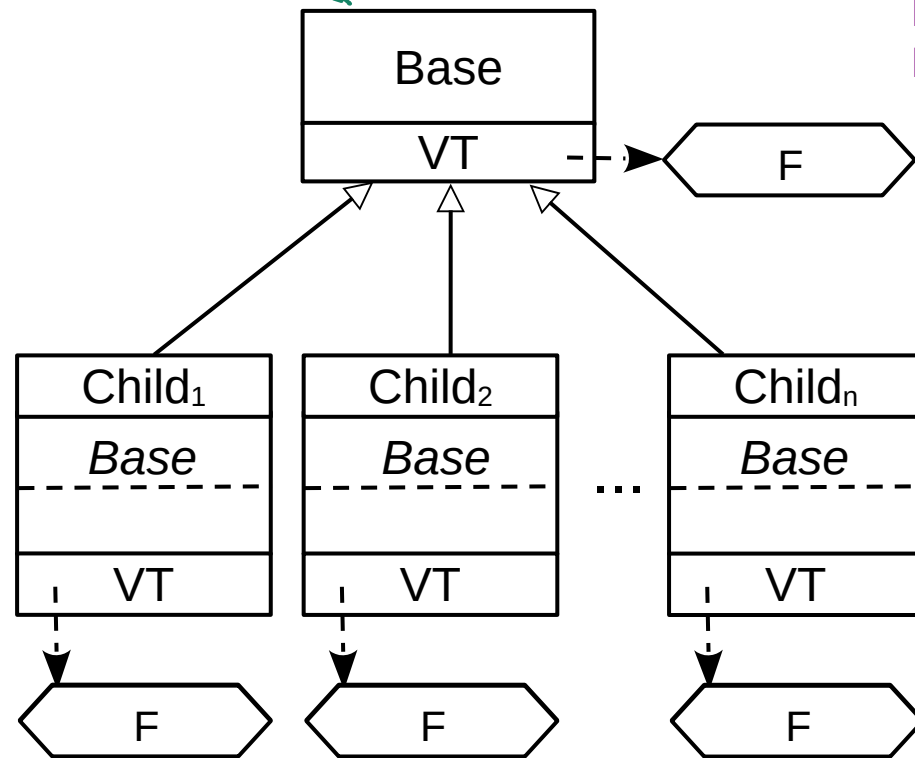 Base
VT
F
Child₁ Child₂ Childₙ
Base Base ... Base
VT VT VT
F F F